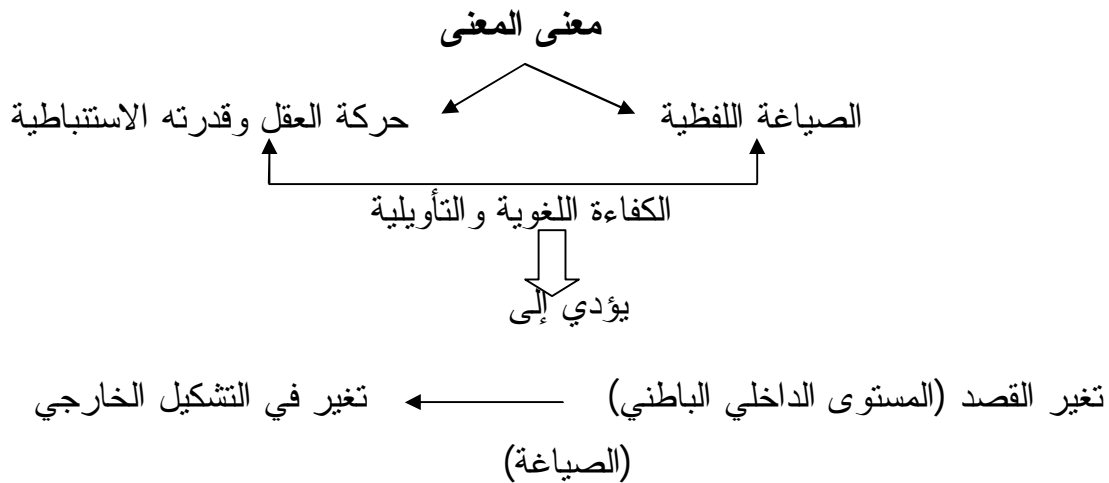 معنى المعنى
الصياغة اللفظية
حركة العقل وقدرته الاستنباطية
الكفاءة اللغوية والتأويلية
يؤدي إلى
تغير القصد (المستوى الداخلي الباطني)
تغير في التشكيل الخارجي
(الصياغة)